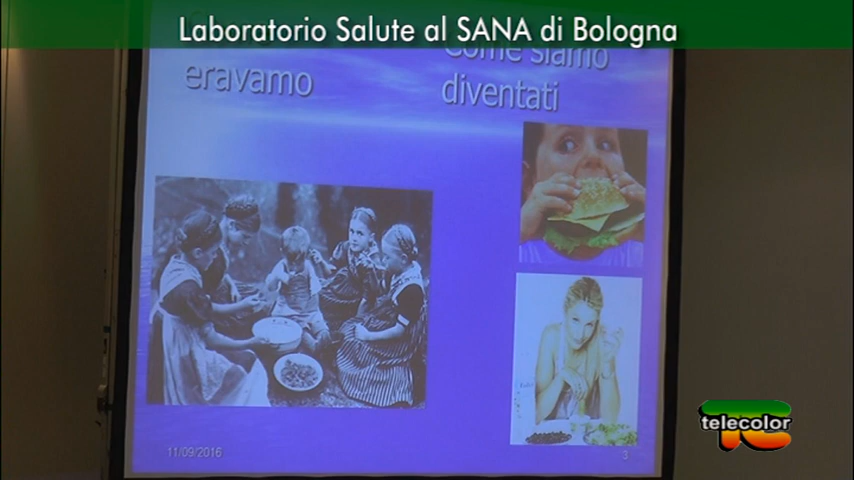 Laboratorio Salute al SANA di Bologna
eravamo
Come siamo
diventati
11/09/2016
3
telecolor